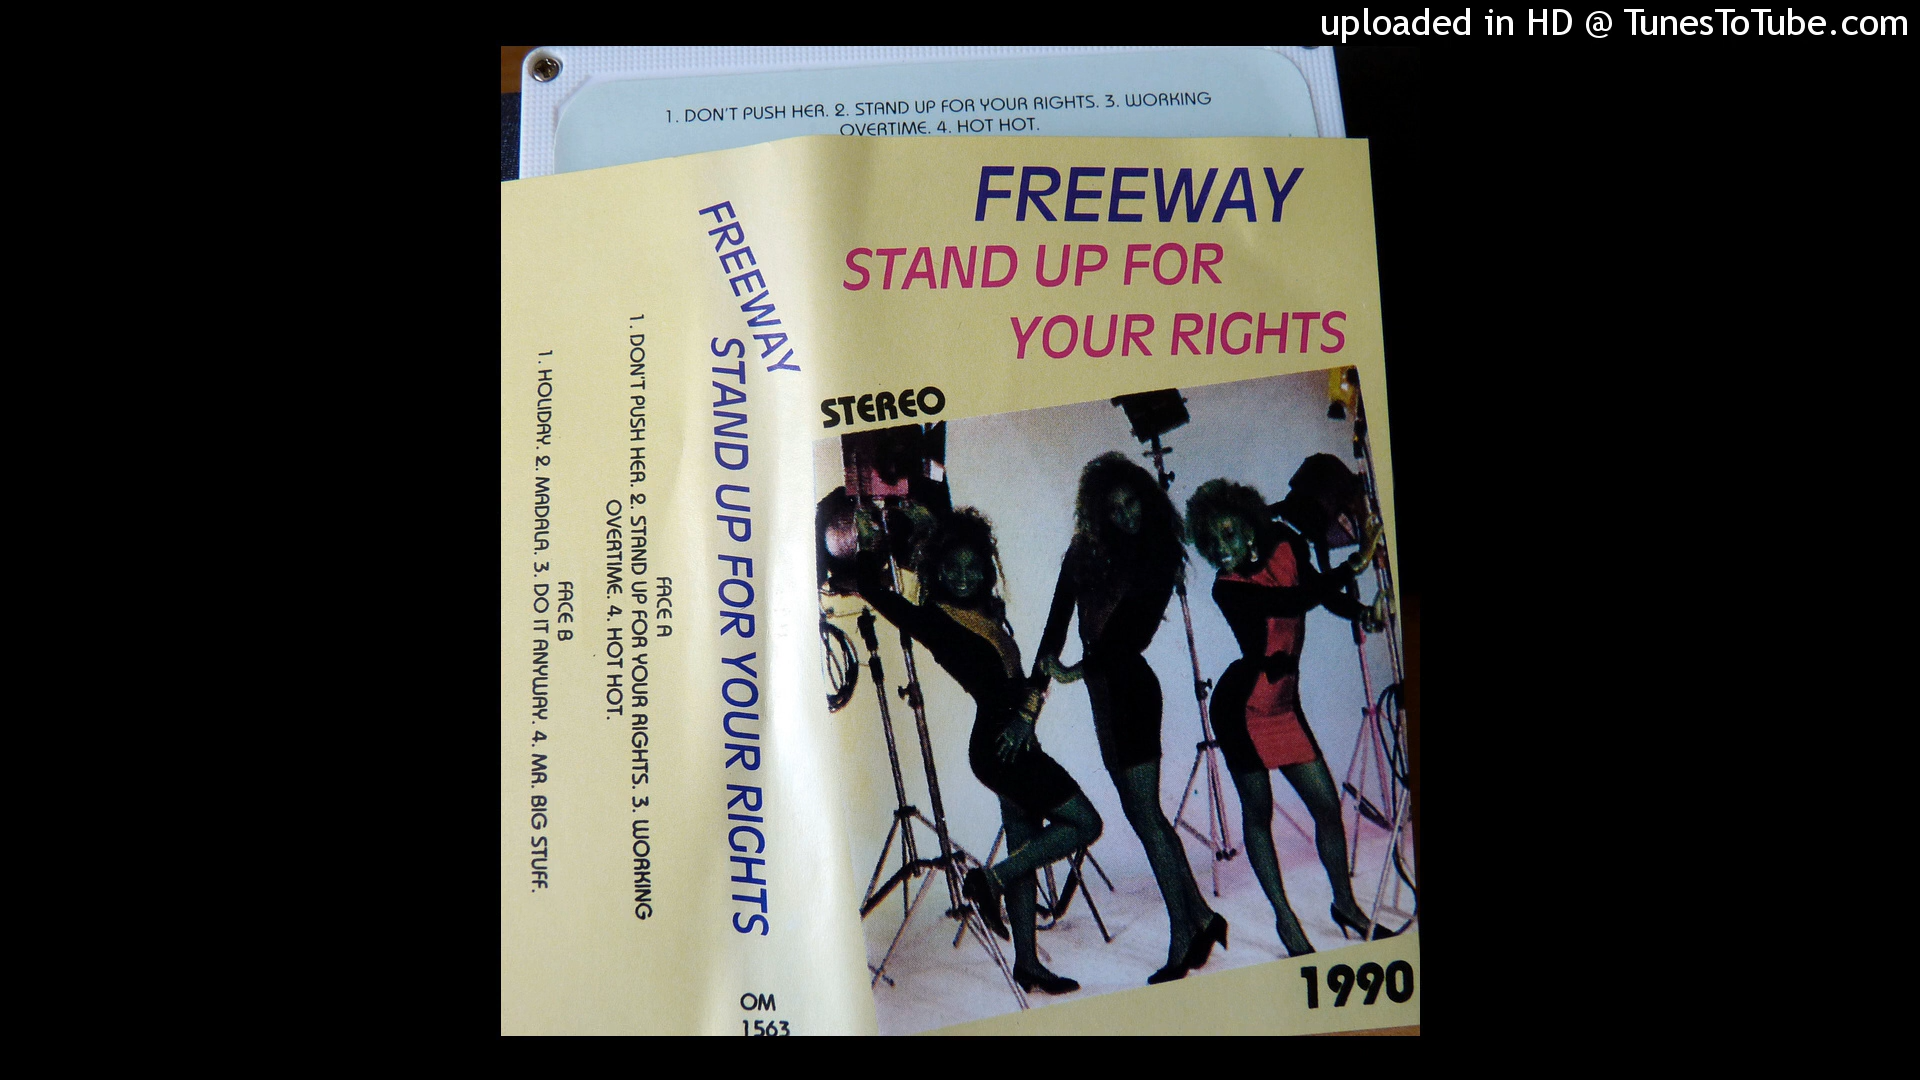 uploaded in HD @ TunesToTube.com
1. DON'T PUSH HER. 2. STAND UP FOR YOUR RIGHTS. 3. WORKING
OVERTIME. 4. HOT HOT.
FREEWAY
STAND UP FOR
YOUR RIGHTS
STEREO
1990
FREEWAY
STAND UP FOR YOUR RIGHTS
OM
1563
FACE A
1. DON'T PUSH HER. 2. STAND UP FOR YOUR RIGHTS. 3. WORKING
OVERTIME. 4. HOT HOT.
FACE B
1. HOLIDAY. 2. MADALA. 3. DO IT ANYWAY. 4. MR. BIG STUFF.